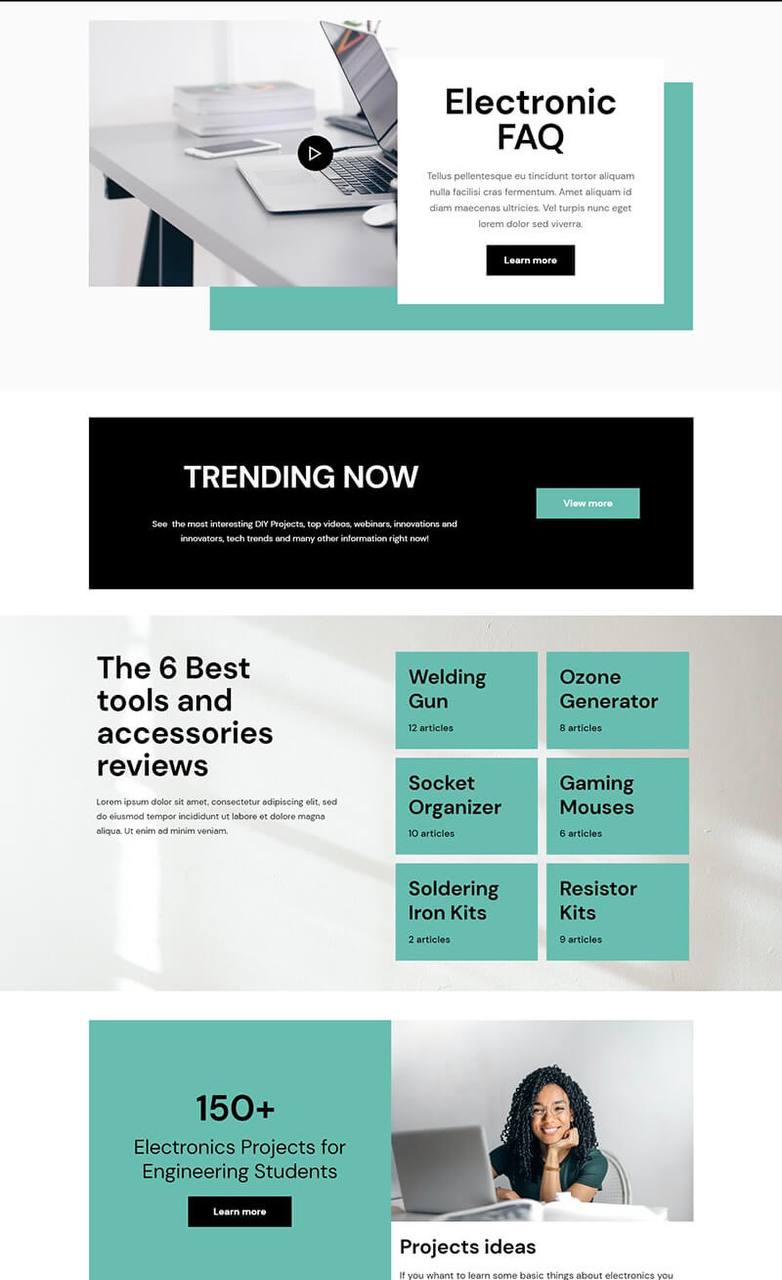 Electronic
FAQ
Tellus pellentesque eu tincidunt tortor aliquam
nulla facilisi cras fermentum. Amet aliquam id
diam maecenas ultricies. Vel turpis nunc eget
lorem dolor sed viverra.
Learn more
TRENDING NOW
See the most interesting DIY Projects, top videos, webinars, innovations and
innovators, tech trends and many other information right now!
View more
The 6 Best
tools and
accessories
reviews
Lorem ipsum dolor sit amet, consectetur adipiscing elit, sed
do eiusmod tempor incididunt ut labore et dolore magna
aliqua. Ut enim ad minim veniam.
Welding
Gun
12 articles
Ozone
Generator
8 articles
Socket
Organizer
10 articles
Gaming
Mouses
6 articles
Soldering
Iron Kits
2 articles
Resistor
Kits
9 articles
150+
Electronics Projects for
Engineering Students
Learn more
Projects ideas
If you whant to learn some basic things about electronics you